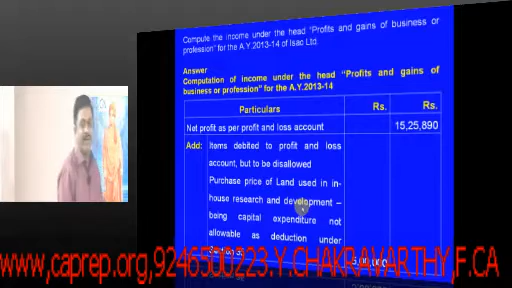 Compute the income under the head "Profits and gains of business or
profession" for the A.Y.2013-14 of Isac Ltd.
Answer
Computation of income under the head "Profits and gains of
business or profession" for the A.Y.2013-14
Particulars Rs. Rs.
Net profit as per profit and loss account 15,25,890
Add: Items debited to profit and loss
account, but to be disallowed
Purchase price of Land used in in-
house research and development –
being capital expenditure not
allowable as deduction under
www,caprep.org,9246500223.Y.CHAKRAVARTHY,F.CA